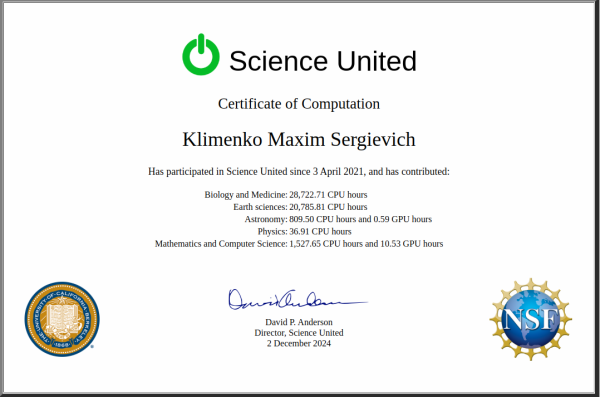 Science United
Certificate of Computation
Klimenko Maxim Sergievich
Has participated in Science United since 3 April 2021, and has contributed:
Biology and Medicine: 28,722.71 CPU hours
Earth sciences: 20,785.81 CPU hours
Astronomy: 809.50 CPU hours and 0.59 GPU hours
Physics: 36.91 CPU hours
Mathematics and Computer Science: 1,527.65 CPU hours and 10.53 GPU hours
THE UNIVERSITY OF CALIFORNIA BERKELEY
1868
NSF
David P. Anderson
Director, Science United
2 December 2024